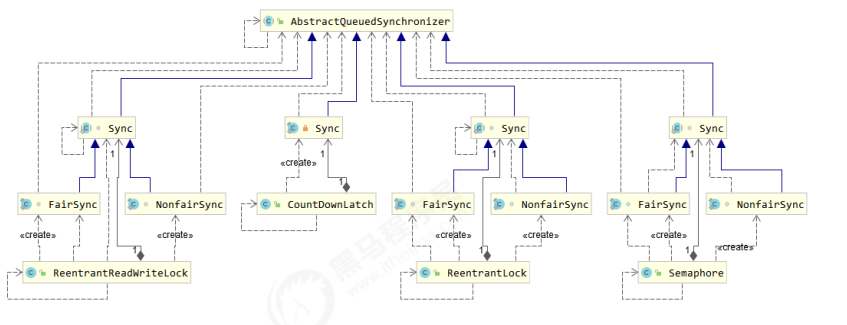 AbstractQueuedSynchronizer
Sync
Sync
Sync
Sync
1
1
1
1
«create»
1
FairSync
NonfairSync
CountDownLatch
FairSync
NonfairSync
FairSync
NonfairSync
«create»
«create»
«create»
«create»
«create»
«create»
1
1
1
ReentrantReadWriteLock
ReentrantLock
Semaphore